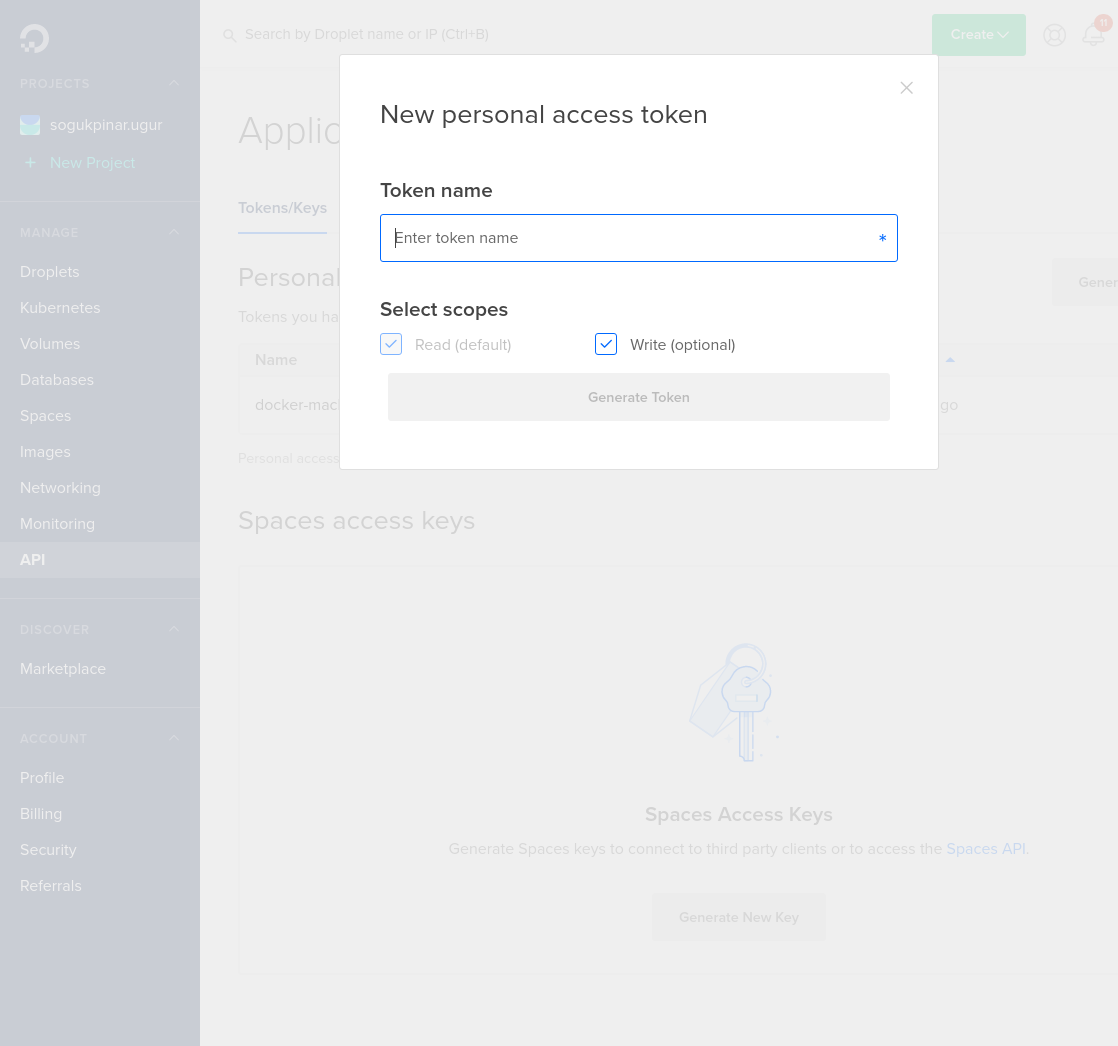 Search by Droplet name or IP (Ctrl+B)
Create
11
PROJECTS
sogukpinar.ugur
+ New Project
MANAGE
Droplets
Kubernetes
Volumes
Databases
Spaces
Images
Networking
Monitoring
API
DISCOVER
Marketplace
ACCOUNT
Profile
Billing
Security
Referrals
Applic
Tokens/Keys
Personal
Gener
Tokens you ha
Name
docker-mac
go
Personal access
New personal access token
Token name
Enter token name *
Select scopes
Read (default) Write (optional)
Generate Token
Spaces access keys
Spaces Access Keys
Generate Spaces keys to connect to third party clients or to access the Spaces API.
Generate New Key